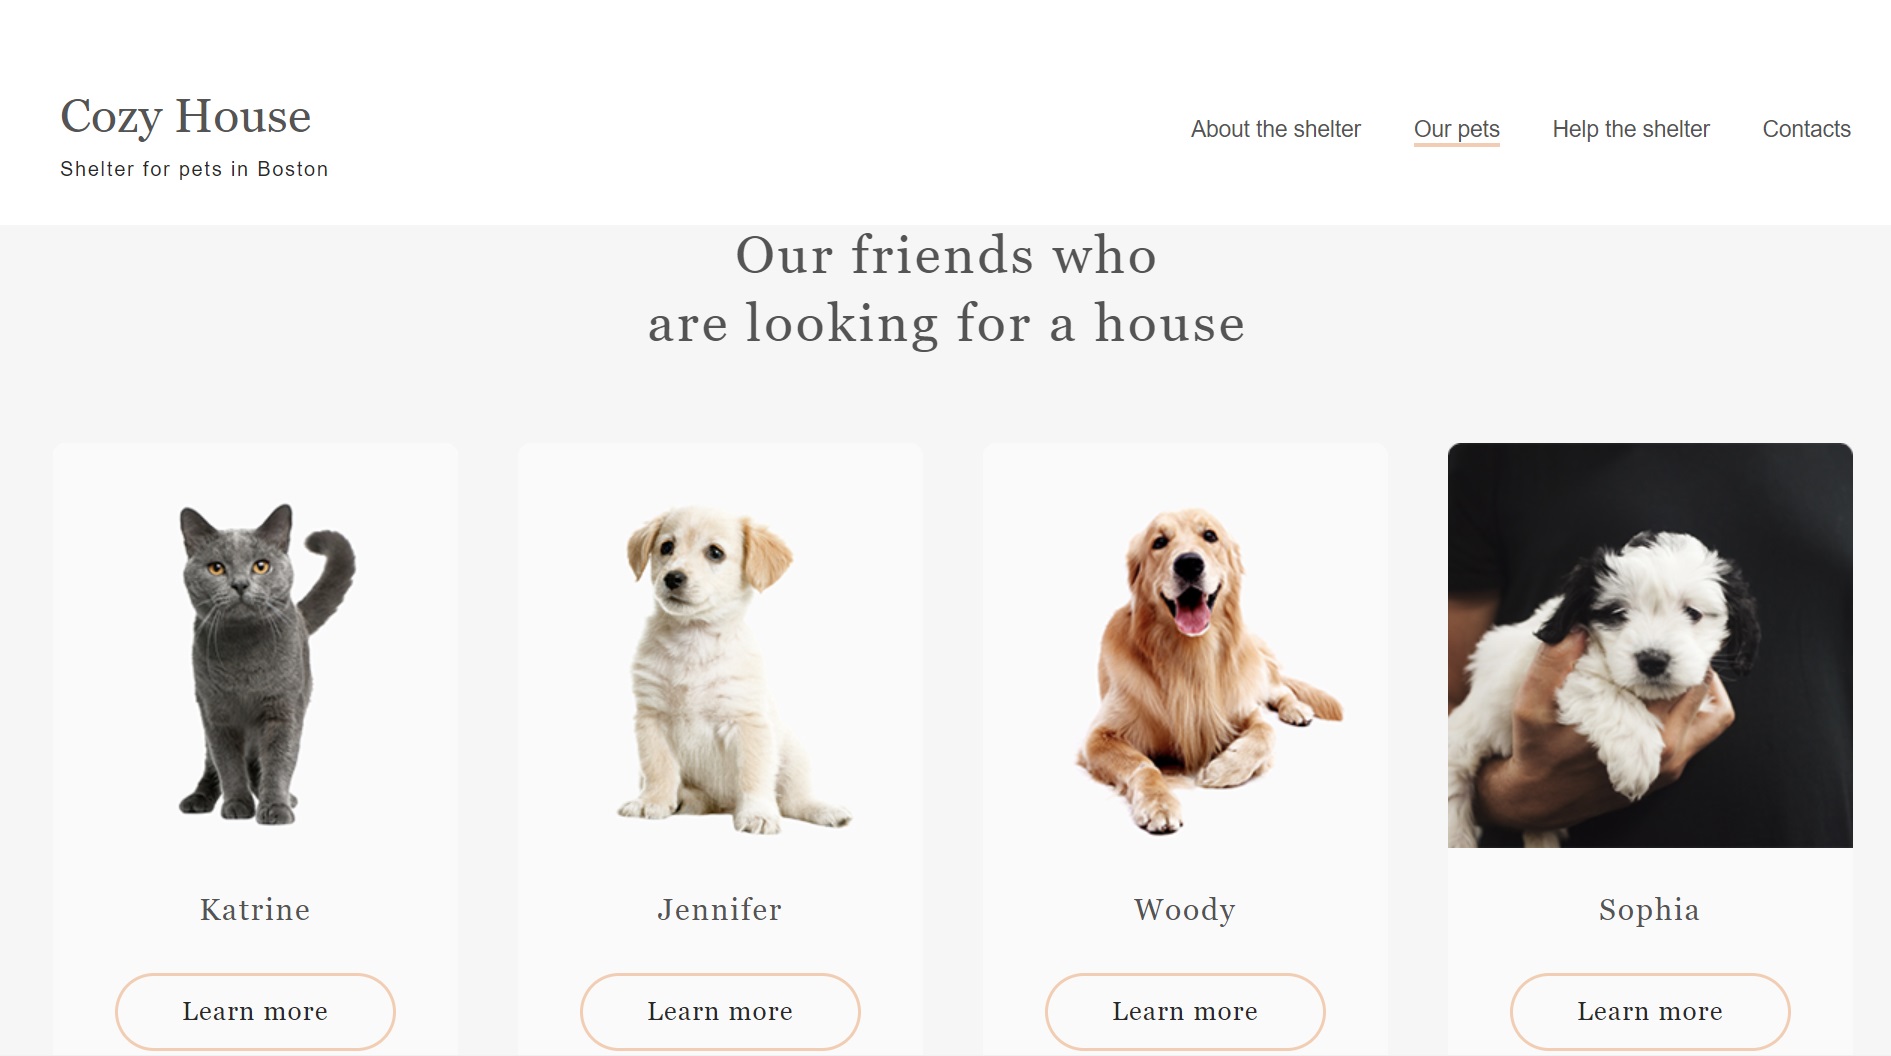 Cozy House
Shelter for pets in Boston
About the shelter
Our pets
Help the shelter
Contacts
Our friends who
are looking for a house
Katrine
Jennifer
Woody
Sophia
Learn more
Learn more
Learn more
Learn more